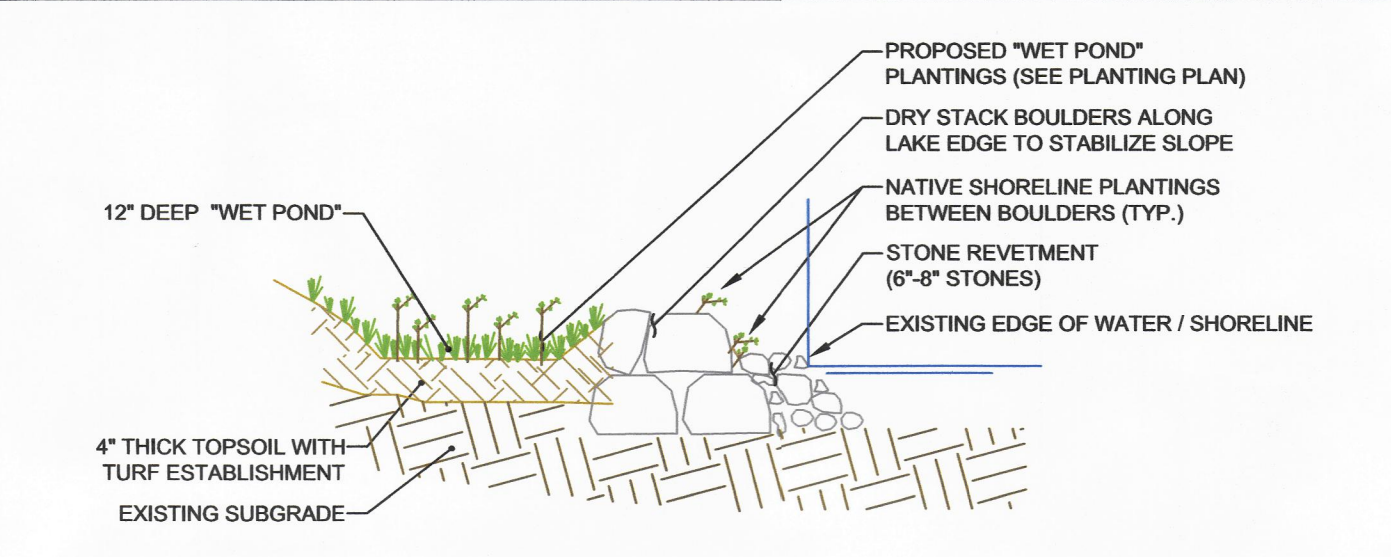 PROPOSED "WET POND"
PLANTINGS (SEE PLANTING PLAN)
DRY STACK BOULDERS ALONG
LAKE EDGE TO STABILIZE SLOPE
NATIVE SHORELINE PLANTINGS
BETWEEN BOULDERS (TYP.)
STONE REVETMENT
(6"-8" STONES)
EXISTING EDGE OF WATER / SHORELINE
12" DEEP "WET POND"
4" THICK TOPSOIL WITH
TURF ESTABLISHMENT
EXISTING SUBGRADE